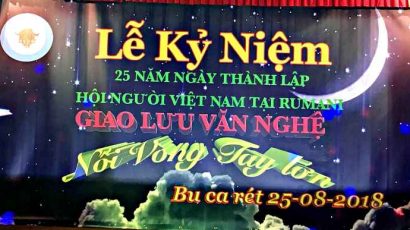 Lễ Kỷ Niệm
25 NĂM NGÀY THÀNH LẬP
HỘI NGƯỜI VIỆT NAM TẠI RUMANI
GIAO LƯU VĂN NGHỆ
Nối Vòng Tay lớn
Bu ca rét 25-08-2018